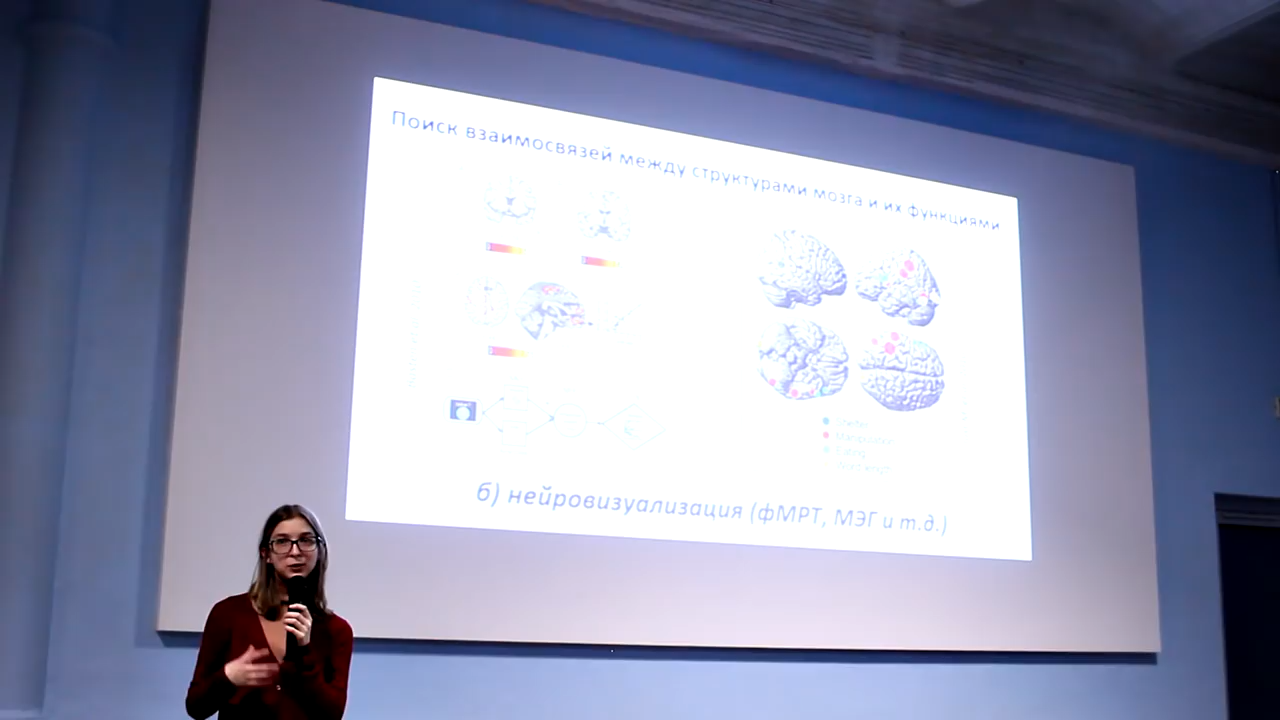 Поиск взаимосвязей между структурами мозга и их функциями
б) нейровизуализация (фМРТ, МЭГ и т.д.)